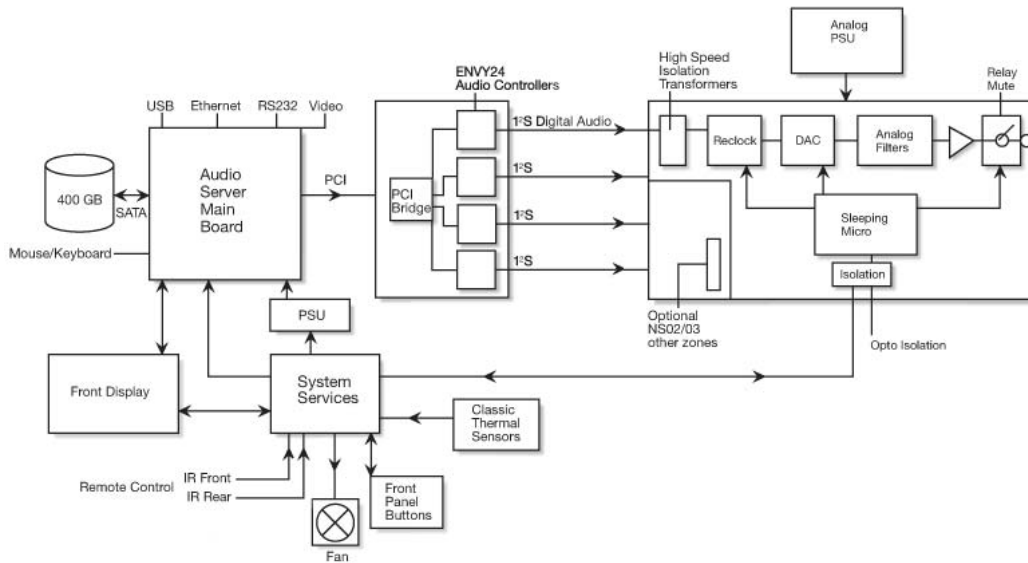 Analog
PSU
ENVY24
Audio Controllers
High Speed
Isolation
Transformers
Relay
Mute
USB Ethernet RS232 Video
I²S Digital Audio
Reclock
DAC
Analog
Filters
Audio
Server
Main
Board
400 GB
SATA
PCI
PCI
Bridge
I²S
I²S
I²S
Sleeping
Micro
Isolation
Mouse/Keyboard
PSU
Optional
NS02/03
other zones
Opto Isolation
Front Display
System
Services
Classic
Thermal
Sensors
Remote Control
IR Front
IR Rear
Front
Panel
Buttons
Fan